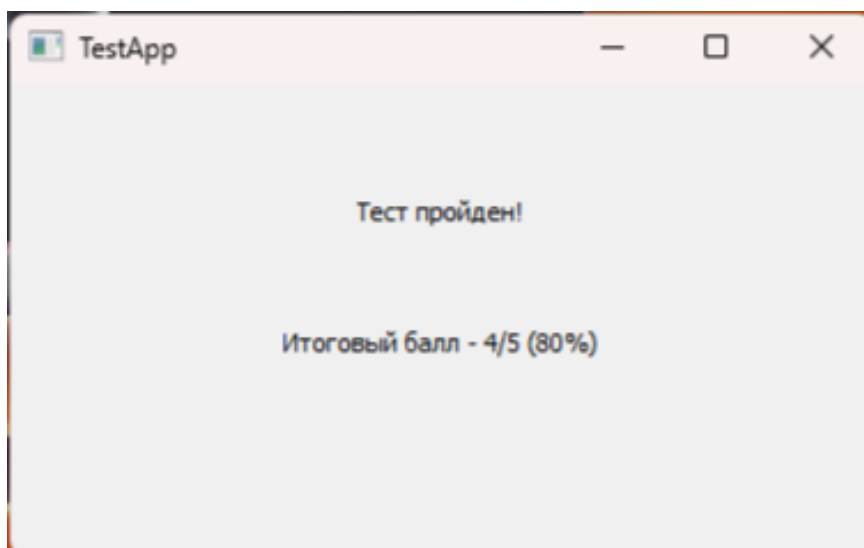 TestApp
Тест пройден!
Итоговый балл - 4/5 (80%)